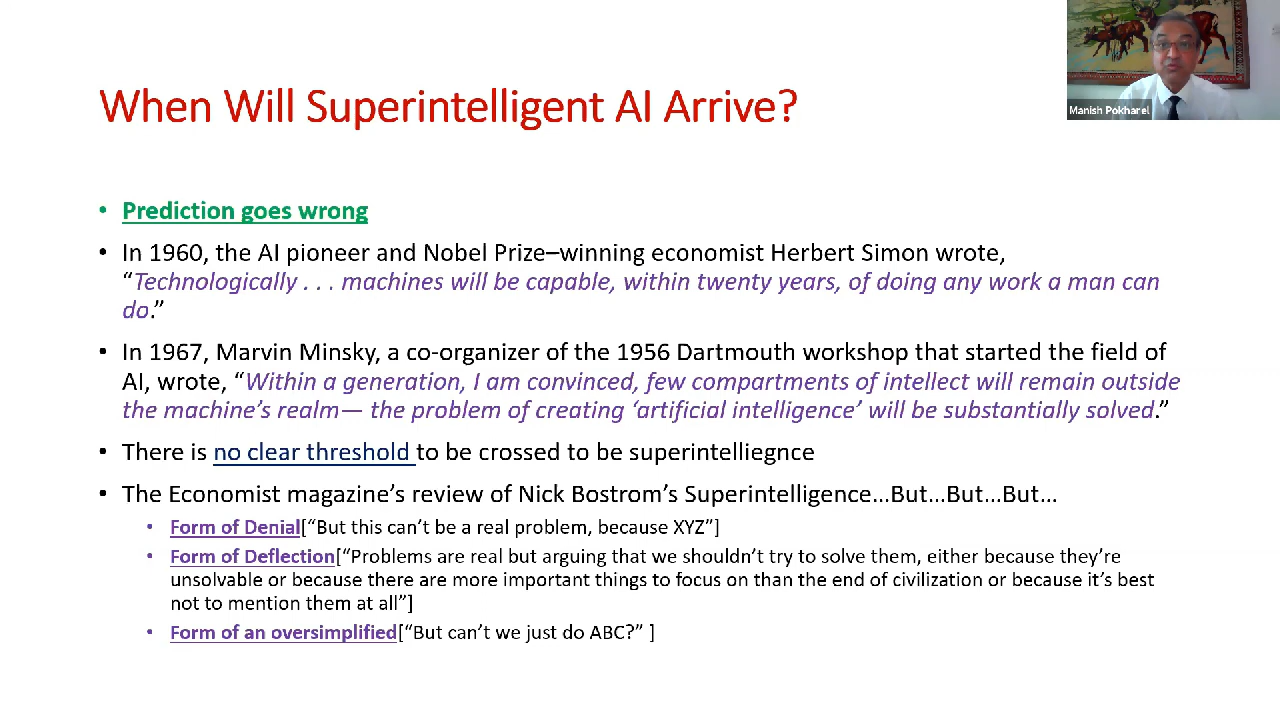 Manish Pokharel
When Will Superintelligent AI Arrive?
• Prediction goes wrong
• In 1960, the AI pioneer and Nobel Prize–winning economist Herbert Simon wrote,
“Technologically . . . machines will be capable, within twenty years, of doing any work a man can
do.”
• In 1967, Marvin Minsky, a co-organizer of the 1956 Dartmouth workshop that started the field of
AI, wrote, “Within a generation, I am convinced, few compartments of intellect will remain outside
the machine’s realm— the problem of creating ‘artificial intelligence’ will be substantially solved.”
• There is no clear threshold to be crossed to be superintelliegnce
• The Economist magazine’s review of Nick Bostrom’s Superintelligence…But…But…But…
• Form of Denial[“But this can’t be a real problem, because XYZ”]
• Form of Deflection[“Problems are real but arguing that we shouldn’t try to solve them, either because they’re
unsolvable or because there are more important things to focus on than the end of civilization or because it’s best
not to mention them at all”]
• Form of an oversimplified[“But can’t we just do ABC?” ]